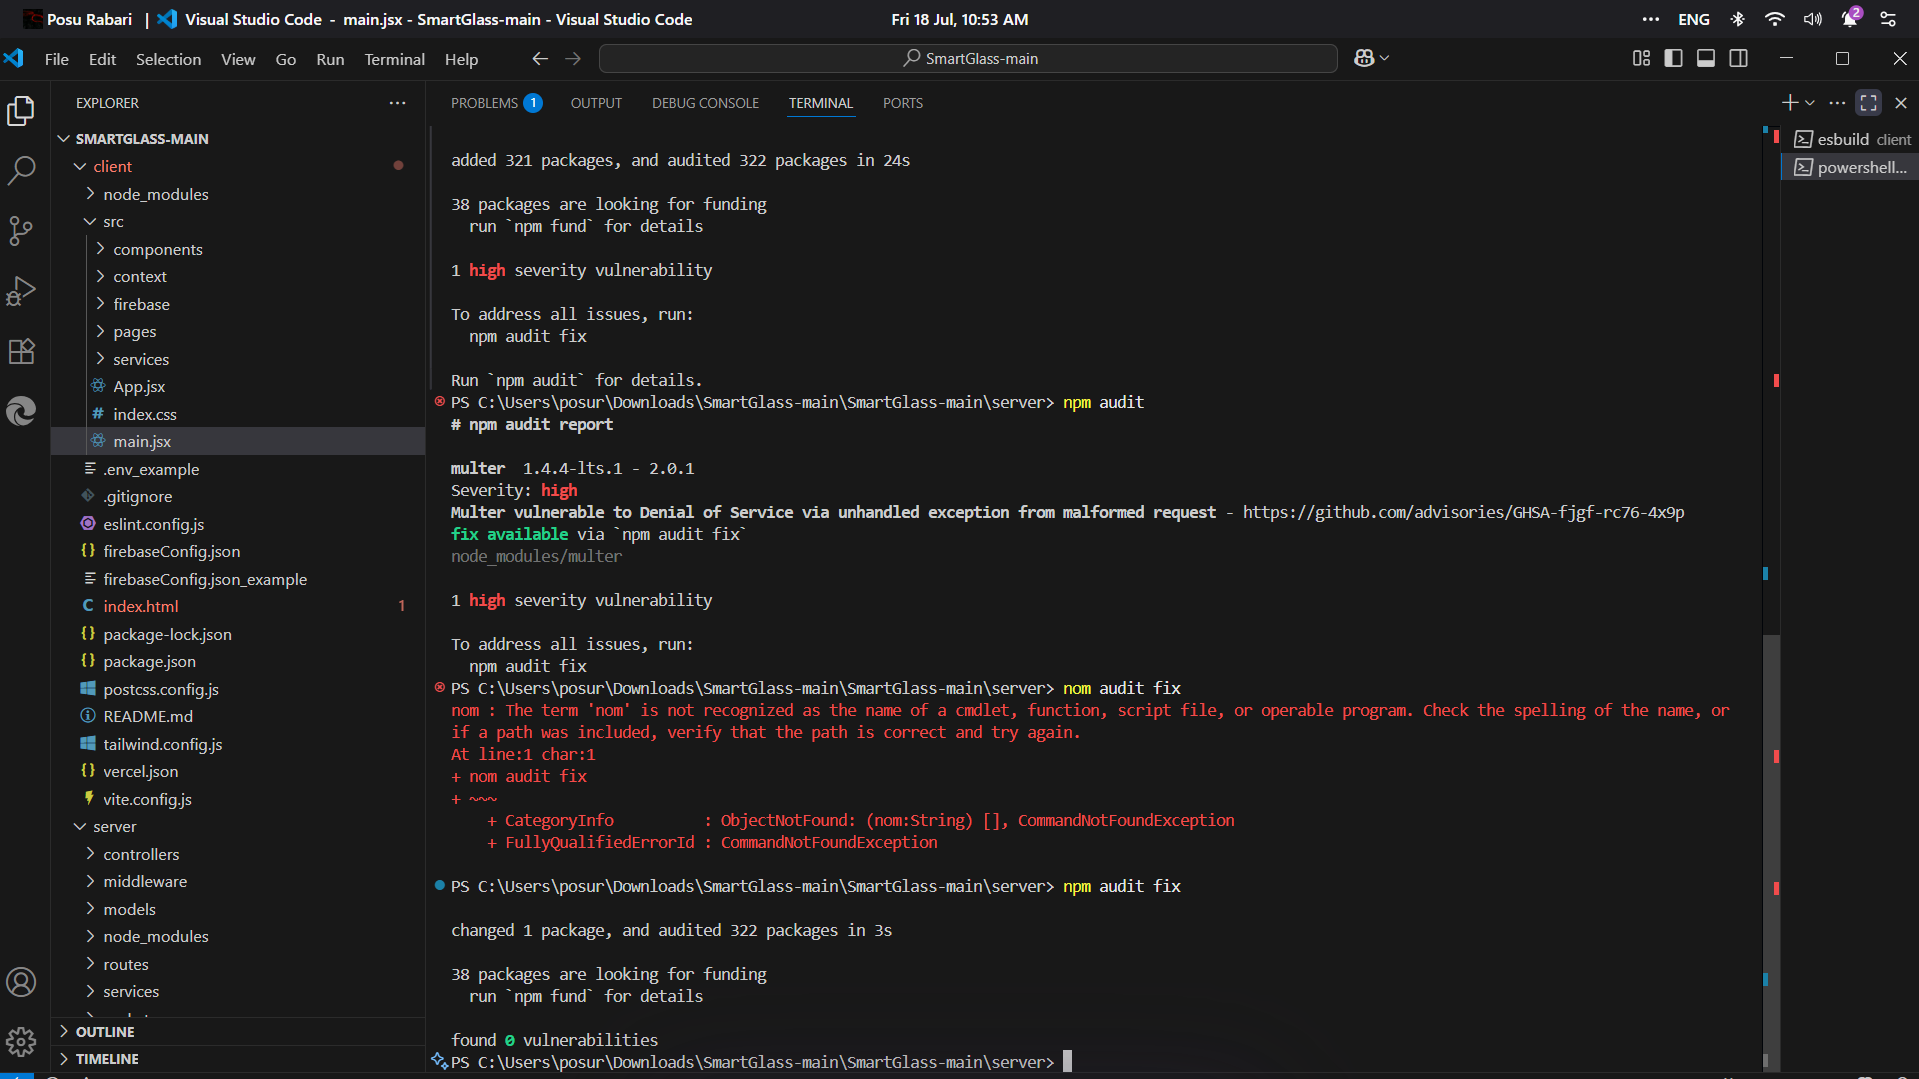 Posu Rabari | Visual Studio Code - main.jsx - SmartGlass-main - Visual Studio Code
Fri 18 Jul, 10:53 AM
ENG
2
File Edit Selection View Go Run Terminal Help
SmartGlass-main
EXPLORER
SMARTGLASS-MAIN
client
node_modules
src
components
context
firebase
pages
services
App.jsx
index.css
main.jsx
.env_example
.gitignore
eslint.config.js
firebaseConfig.json
firebaseConfig.json_example
index.html 1
package-lock.json
package.json
postcss.config.js
README.md
tailwind.config.js
vercel.json
vite.config.js
server
controllers
middleware
models
node_modules
routes
services
OUTLINE
TIMELINE
PROBLEMS 1 OUTPUT DEBUG CONSOLE TERMINAL PORTS
added 321 packages, and audited 322 packages in 24s
38 packages are looking for funding
run `npm fund` for details
1 high severity vulnerability
To address all issues, run:
npm audit fix
Run `npm audit` for details.
PS C:\Users\posur\Downloads\SmartGlass-main\SmartGlass-main\server> npm audit
# npm audit report
multer 1.4.4-lts.1 - 2.0.1
Severity: high
Multer vulnerable to Denial of Service via unhandled exception from malformed request - https://github.com/advisories/GHSA-fjgf-rc76-4x9p
fix available via `npm audit fix`
node_modules/multer
1 high severity vulnerability
To address all issues, run:
npm audit fix
PS C:\Users\posur\Downloads\SmartGlass-main\SmartGlass-main\server> nom audit fix
nom : The term 'nom' is not recognized as the name of a cmdlet, function, script file, or operable program. Check the spelling of the name, or
if a path was included, verify that the path is correct and try again.
At line:1 char:1
+ nom audit fix
+ ~~~
+ CategoryInfo : ObjectNotFound: (nom:String) [], CommandNotFoundException
+ FullyQualifiedErrorId : CommandNotFoundException
PS C:\Users\posur\Downloads\SmartGlass-main\SmartGlass-main\server> npm audit fix
changed 1 package, and audited 322 packages in 3s
38 packages are looking for funding
run `npm fund` for details
found 0 vulnerabilities
PS C:\Users\posur\Downloads\SmartGlass-main\SmartGlass-main\server>
esbuild client
powershell...